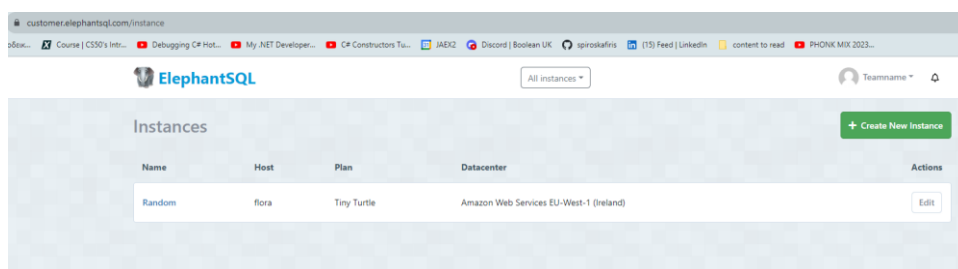 customer.elephantsql.com/instance
Course | CS50's Intr... Debugging C# Hot... My .NET Developer... C# Constructors Tu... JAEX2 Discord | Boolean UK spiroskafiris (15) Feed | LinkedIn content to read PHONK MIX 2023...
ElephantSQL All instances Teamname
Instances + Create New Instance
Name Host Plan Datacenter Actions
Random flora Tiny Turtle Amazon Web Services EU-West-1 (Ireland) Edit